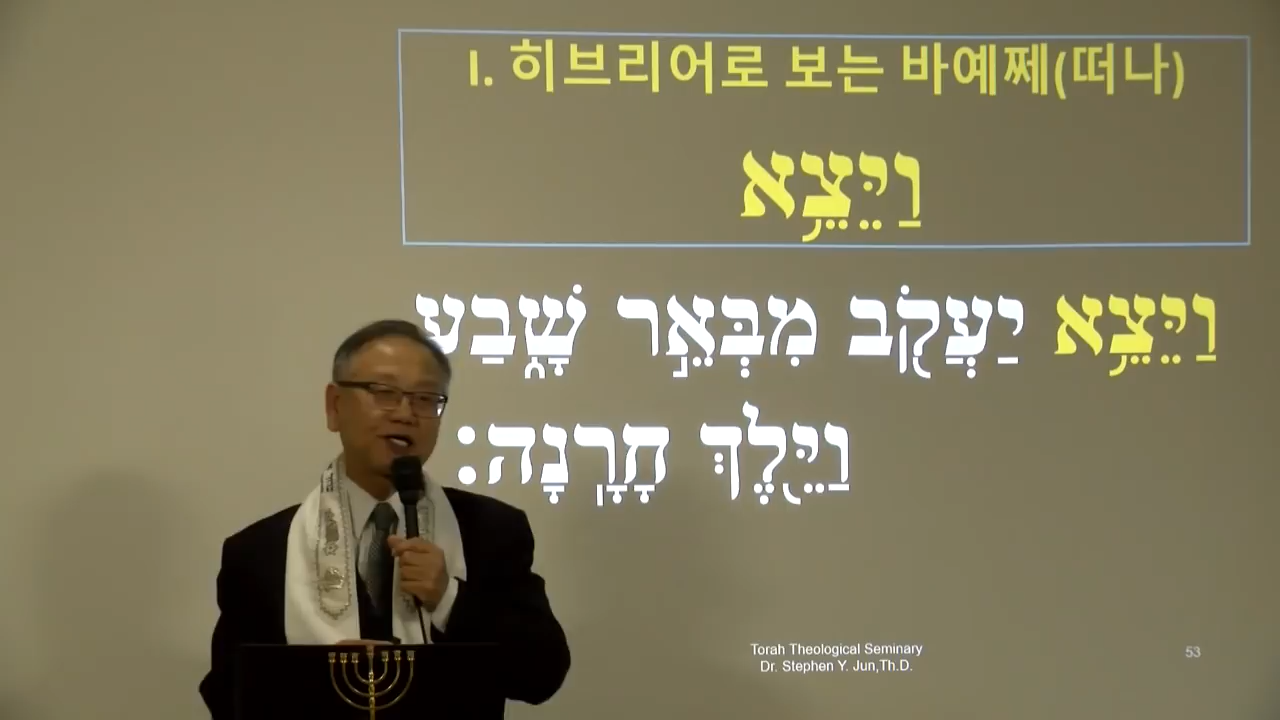 I. 히브리어로 보는 바예쩨(떠나)
וַיֵּצֵ֥א
וַיֵּצֵ֥א יַעֲקֹ֖ב מִבְּאֵ֣ר שָׁ֑בַע
וַיֵּ֖לֶךְ חָרָֽנָה׃
Torah Theological Seminary
Dr. Stephen Y. Jun,Th.D.
53